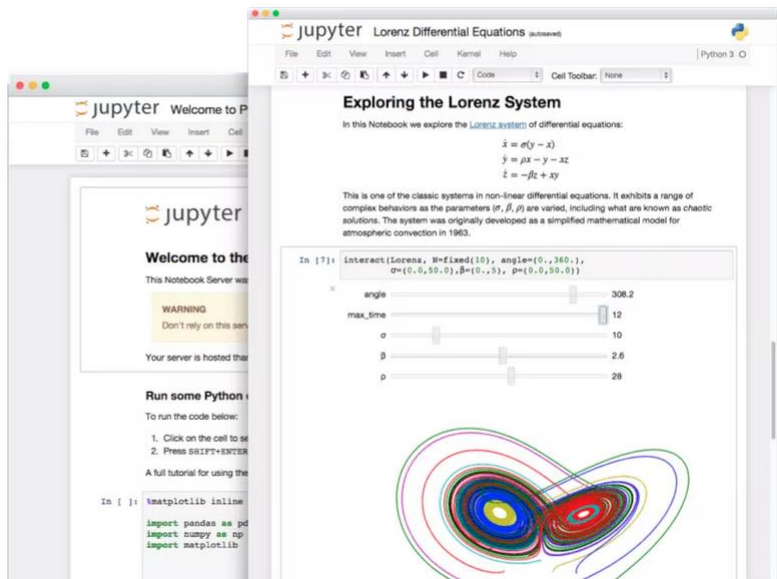 jupyter Lorenz Differential Equations (autosaved)
File Edit View Insert Cell Kernel Help
Python 3
Code
Cell Toolbar: None
Exploring the Lorenz System
In this Notebook we explore the Lorenz system of differential equations:
ẋ = σ(y − x)
ẏ = ρx − y − xz
ż = −βz + xy
This is one of the classic systems in non-linear differential equations. It exhibits a range of
complex behaviors as the parameters (σ, β, ρ) are varied, including what are known as chaotic
solutions. The system was originally developed as a simplified mathematical model for
atmospheric convection in 1963.
In [7]: interact(Lorenz, N=fixed(10), angle=(0.,360.),
σ=(0.0,50.0),β=(0.,5), ρ=(0.0,50.0))
angle 308.2
max_time 12
σ 10
β 2.6
ρ 28
jupyter Welcome to P
File Edit View Insert Cell
jupyter
Welcome to the
This Notebook Server was
WARNING
Don't rely on this serv
Your server is hosted than
Run some Python
To run the code below:
1. Click on the cell to se
2. Press SHIFT+ENTER
A full tutorial for using the
In [ ]: %matplotlib inline
import pandas as pd
import numpy as np
import matplotlib